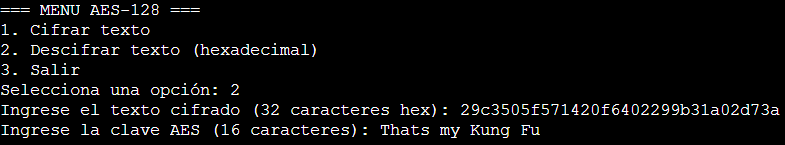 === MENU AES-128 ===
1. Cifrar texto
2. Descifrar texto (hexadecimal)
3. Salir
Selecciona una opción: 2
Ingrese el texto cifrado (32 caracteres hex): 29c3505f571420f6402299b31a02d73a
Ingrese la clave AES (16 caracteres): Thats my Kung Fu